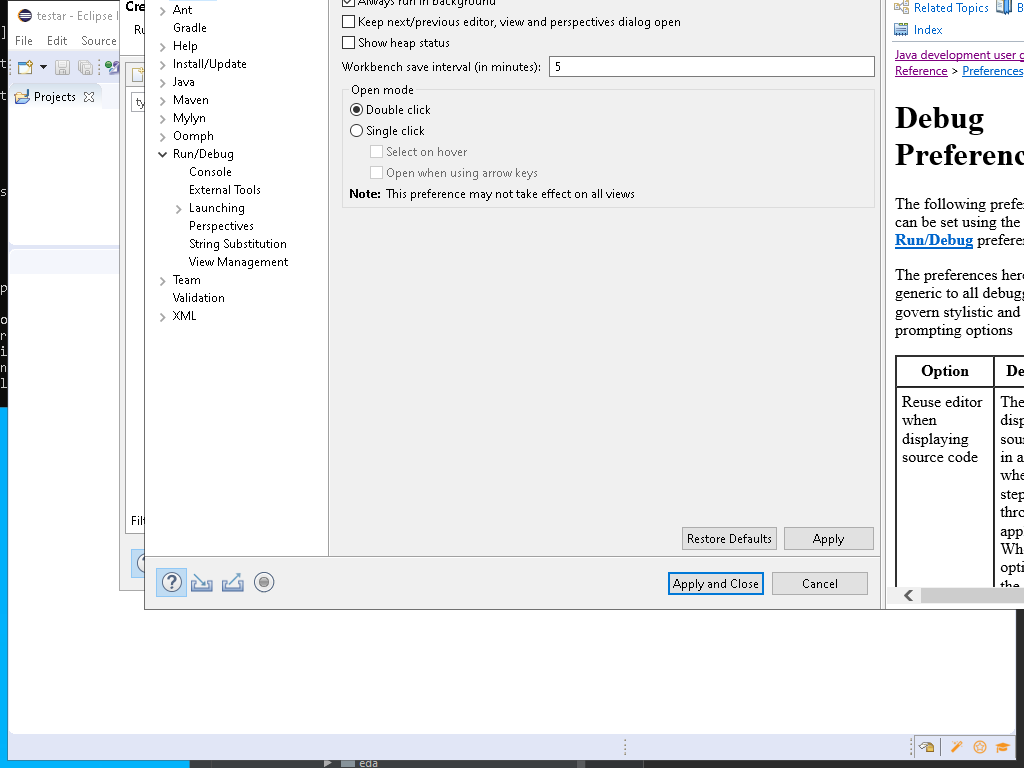 testar - Eclipse I
File Edit Source
Projects
Cre
Ru
ty
Filt
Ant
Gradle
Help
Install/Update
Java
Maven
Mylyn
Oomph
Run/Debug
Console
External Tools
Launching
Perspectives
String Substitution
View Management
Team
Validation
XML
Always run in background
Keep next/previous editor, view and perspectives dialog open
Show heap status
Workbench save interval (in minutes): 5
Open mode
Double click
Single click
Select on hover
Open when using arrow keys
Note: This preference may not take effect on all views
Restore Defaults Apply
Apply and Close Cancel
Related Topics B
Index
Java development user g
Reference > Preferences
Debug
Preferenc
The following prefer
can be set using the
Run/Debug prefere
The preferences here
generic to all debugg
govern stylistic and
prompting options
Option De
Reuse editor
when
displaying
source code
The
disp
sou
in a
whe
step
thro
app
Wh
opti
the
eda